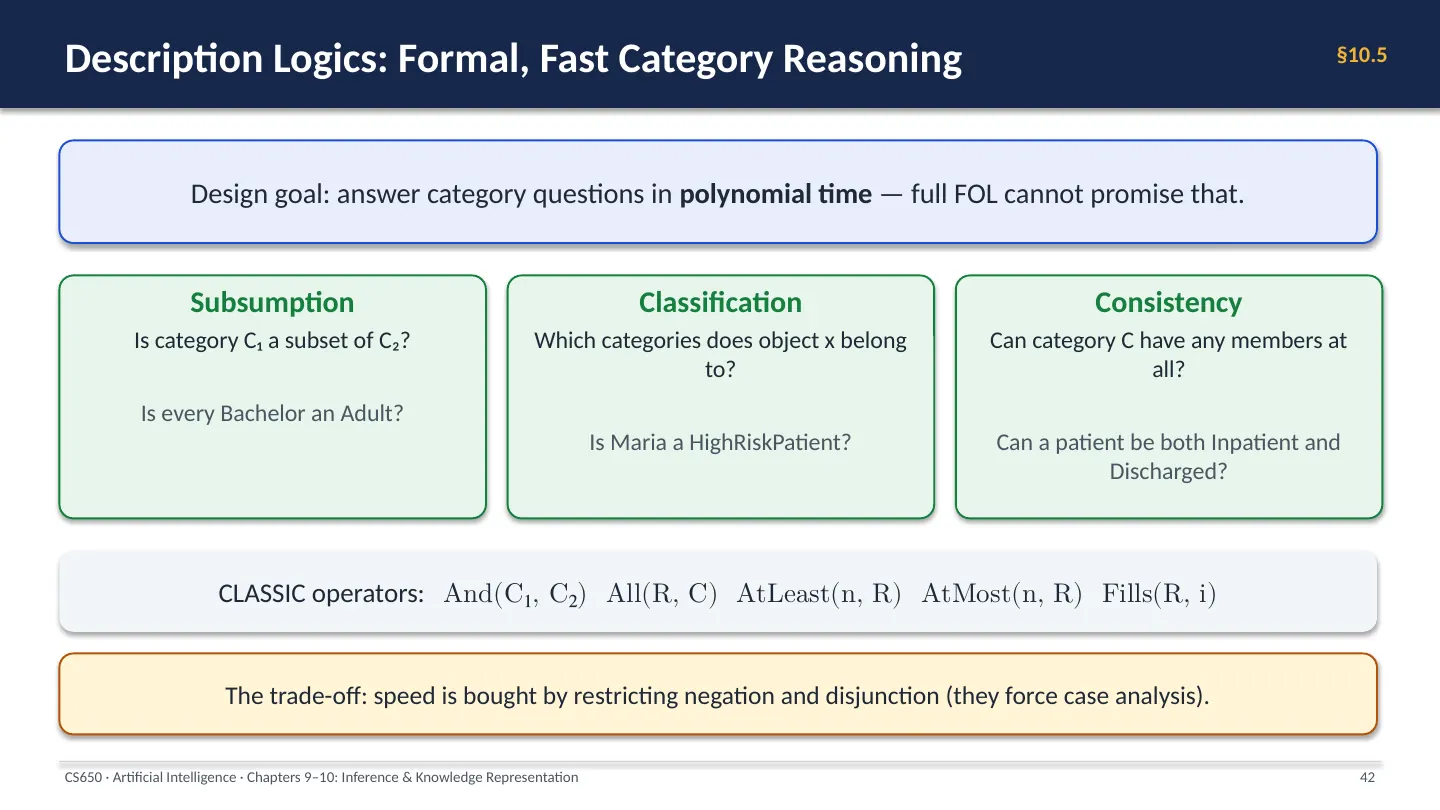 Description Logics: Formal, Fast Category Reasoning
§10.5
Design goal: answer category questions in polynomial time — full FOL cannot promise that.
Subsumption
Is category C₁ a subset of C₂?
Is every Bachelor an Adult?
Classification
Which categories does object x belong
to?
Is Maria a HighRiskPatient?
Consistency
Can category C have any members at
all?
Can a patient be both Inpatient and
Discharged?
CLASSIC operators: And(C₁, C₂) All(R, C) AtLeast(n, R) AtMost(n, R) Fills(R, i)
The trade-off: speed is bought by restricting negation and disjunction (they force case analysis).
CS650 · Artificial Intelligence · Chapters 9–10: Inference & Knowledge Representation
42